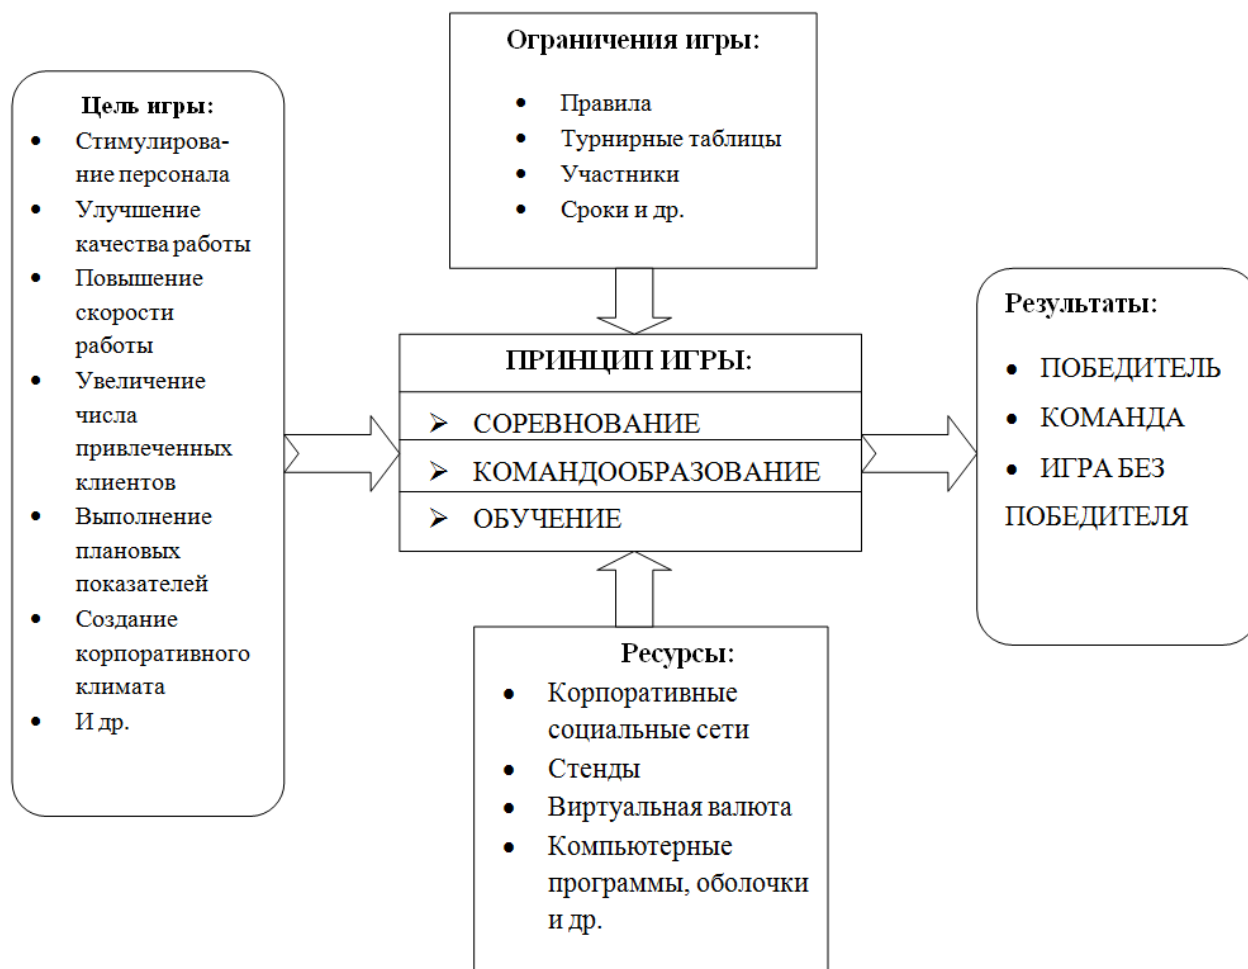 Ограничения игры:
• Правила
• Турнирные таблицы
• Участники
• Сроки и др.
Цель игры:
• Стимулирова-
ние персонала
• Улучшение
качества работы
• Повышение
скорости
работы
• Увеличение
числа
привлеченных
клиентов
• Выполнение
плановых
показателей
• Создание
корпоративного
климата
• И др.
ПРИНЦИП ИГРЫ:
➢ СОРЕВНОВАНИЕ
➢ КОМАНДООБРАЗОВАНИЕ
➢ ОБУЧЕНИЕ
Результаты:
• ПОБЕДИТЕЛЬ
• КОМАНДА
• ИГРА БЕЗ
ПОБЕДИТЕЛЯ
Ресурсы:
• Корпоративные
социальные сети
• Стенды
• Виртуальная валюта
• Компьютерные
программы, оболочки
и др.